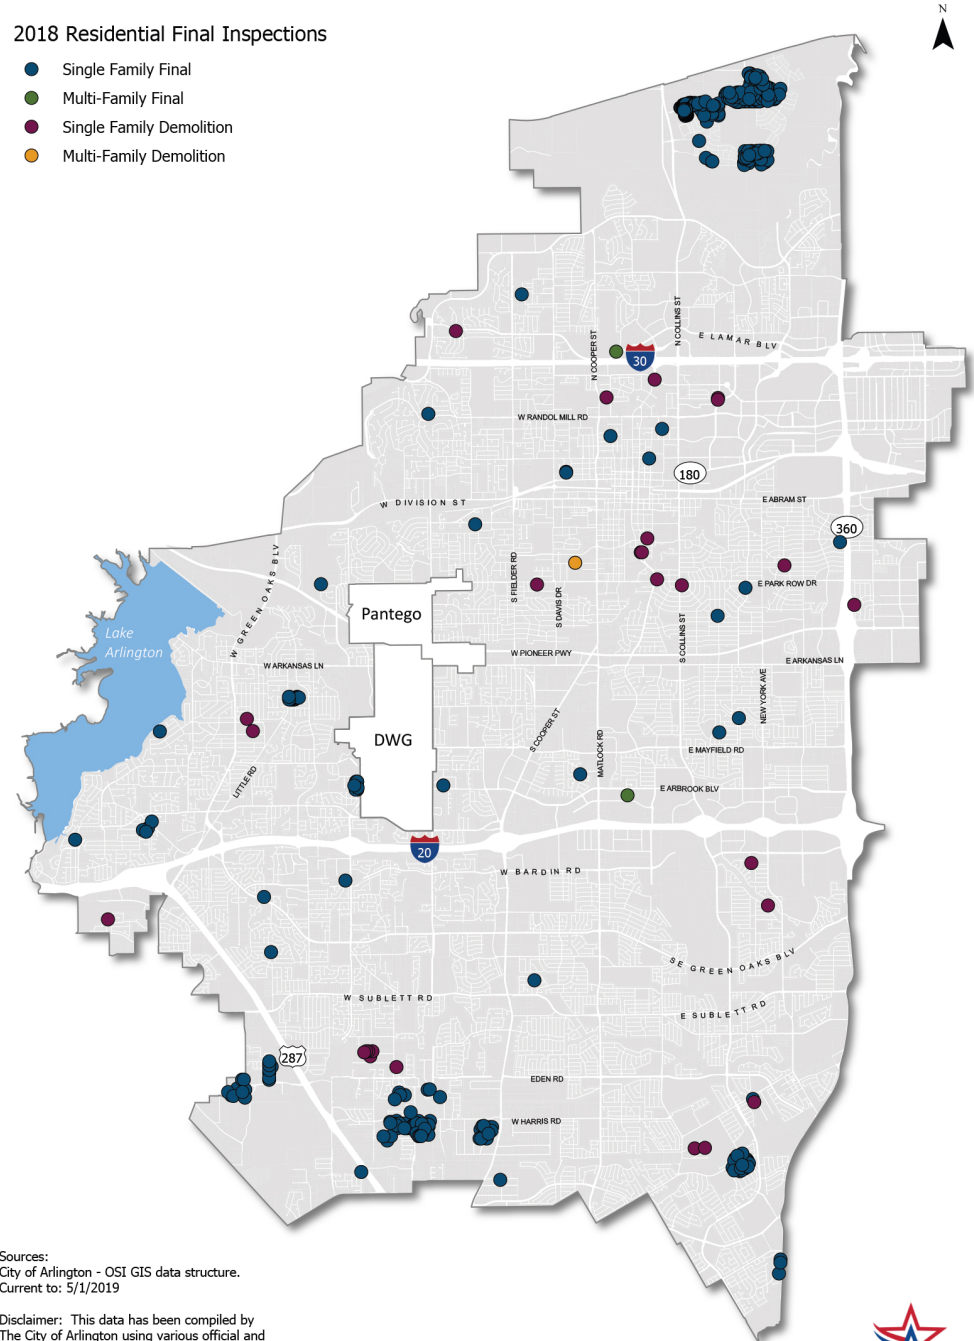 N
2018 Residential Final Inspections
Single Family Final
Multi-Family Final
Single Family Demolition
Multi-Family Demolition
N COLLINS ST
N COOPER ST
E LAMAR BLV
30
W RANDOL MILL RD
180
W DIVISION ST
E ABRAM ST
360
W GREEN OAKS BLV
S FIELDER RD
S DAVIS DR
E PARK ROW DR
Pantego
Lake
Arlington
S COLLINS ST
W PIONEER PWY
W ARKANSAS LN
E ARKANSAS LN
NEW YORK AVE
S COOPER ST
DWG
MATLOCK RD
E MAYFIELD RD
LITTLE RD
E ARBROOK BLV
20
W BARDIN RD
SE GREEN OAKS BLV
W SUBLETT RD
E SUBLETT RD
287
EDEN RD
W HARRIS RD
Sources:
City of Arlington - OSI GIS data structure.
Current to: 5/1/2019
Disclaimer: This data has been compiled by
The City of Arlington using various official and